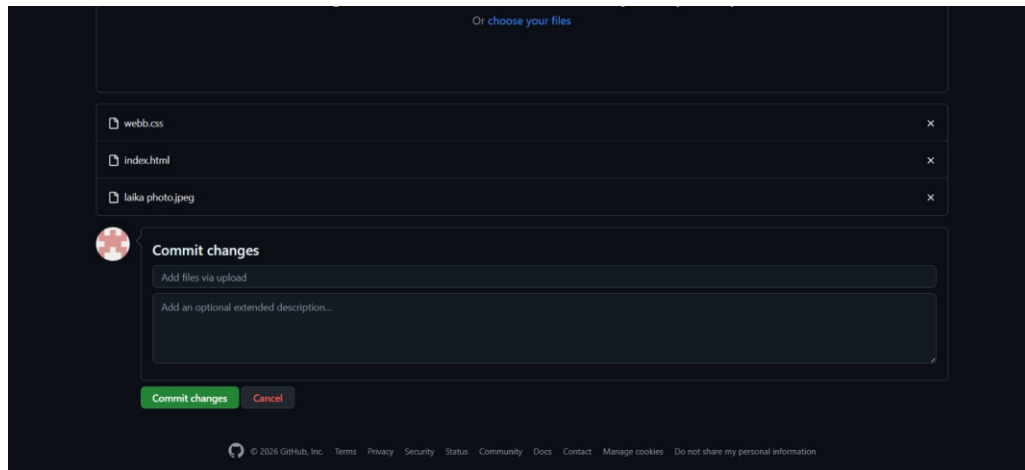 Or choose your files
webb.css
index.html
laika photo.jpeg
Commit changes
Add files via upload
Add an optional extended description...
Commit changes Cancel
© 2026 GitHub, Inc. Terms Privacy Security Status Community Docs Contact Manage cookies Do not share my personal information